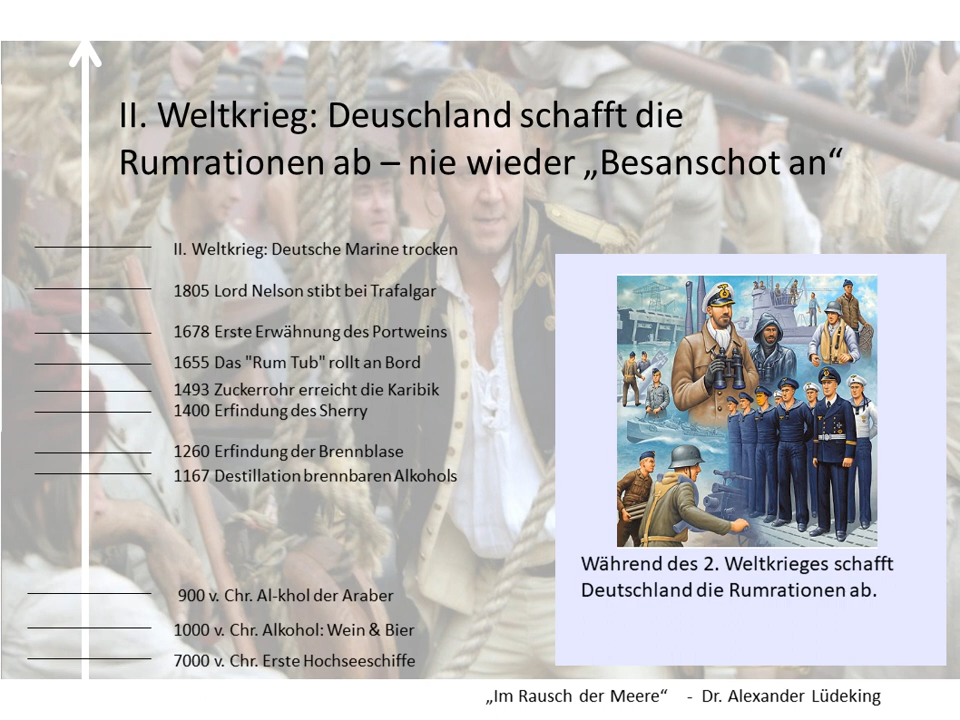 II. Weltkrieg: Deuschland schafft die
Rumrationen ab – nie wieder „Besanschot an“
II. Weltkrieg: Deutsche Marine trocken
1805 Lord Nelson stibt bei Trafalgar
1678 Erste Erwähnung des Portweins
1655 Das "Rum Tub" rollt an Bord
1493 Zuckerrohr erreicht die Karibik
1400 Erfindung des Sherry
1260 Erfindung der Brennblase
1167 Destillation brennbaren Alkohols
900 v. Chr. Al-khol der Araber
1000 v. Chr. Alkohol: Wein & Bier
7000 v. Chr. Erste Hochseeschiffe
Während des 2. Weltkrieges schafft
Deutschland die Rumrationen ab.
„Im Rausch der Meere“ - Dr. Alexander Lüdeking